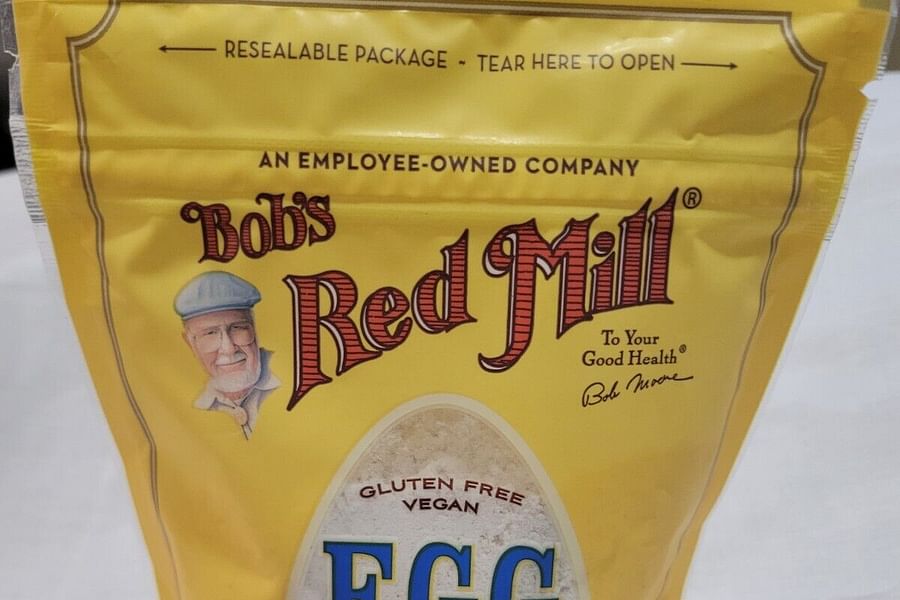 RESEALABLE PACKAGE ~ TEAR HERE TO OPEN
AN EMPLOYEE-OWNED COMPANY
Bob's
Red Mill®
To Your
Good Health®
Bob Moore
GLUTEN FREE
VEGAN
EGG